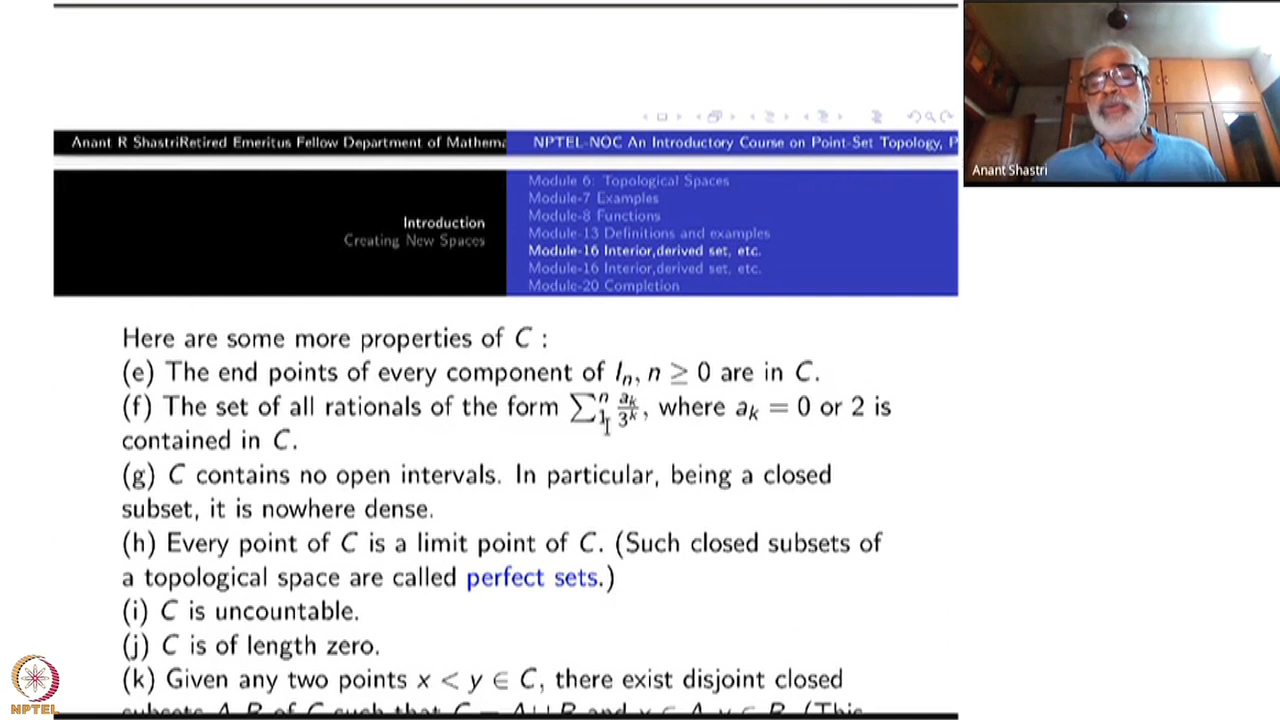 Anant R ShastriRetired Emeritus Fellow Department of Mathema
NPTEL-NOC An Introductory Course on Point-Set Topology, P
Introduction
Creating New Spaces
Module 6: Topological Spaces
Module-7 Examples
Module-8 Functions
Module-13 Definitions and examples
Module-16 Interior,derived set, etc.
Module-16 Interior,derived set, etc.
Module-20 Completion
Here are some more properties of C :
(e) The end points of every component of Iₙ, n ≥ 0 are in C.
(f) The set of all rationals of the form ∑₁ⁿ aₖ/3ᵏ, where aₖ = 0 or 2 is
contained in C.
(g) C contains no open intervals. In particular, being a closed
subset, it is nowhere dense.
(h) Every point of C is a limit point of C. (Such closed subsets of
a topological space are called perfect sets.)
(i) C is uncountable.
(j) C is of length zero.
(k) Given any two points x < y ∈ C, there exist disjoint closed
subsets A, B of C such that C = A ∪ B and x ∈ A, y ∈ B. (This
Anant Shastri
NPTEL